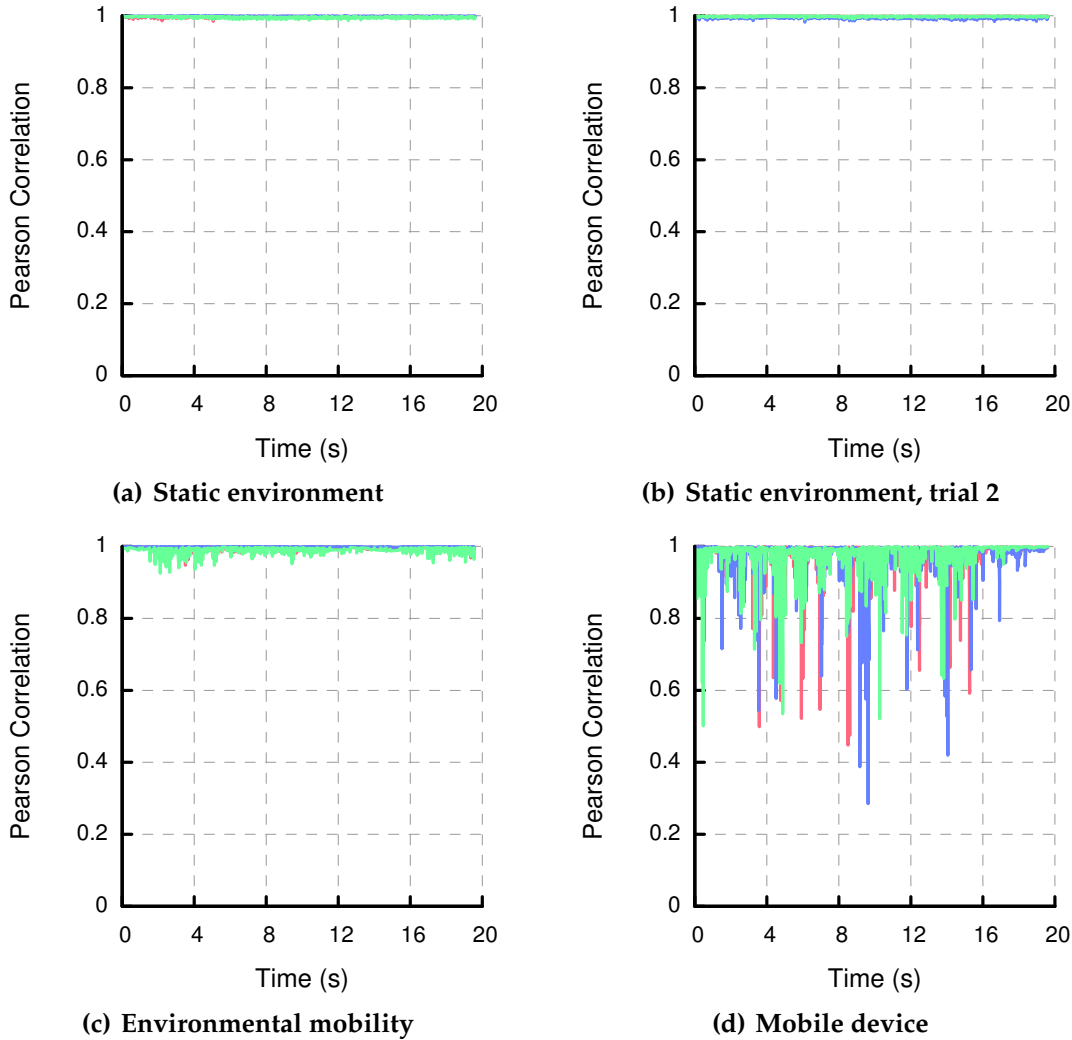 Pearson Correlation
1
0.8
0.6
0.4
0.2
0
0 4 8 12 16 20
Time (s)
(a) Static environment
Pearson Correlation
1
0.8
0.6
0.4
0.2
0
0 4 8 12 16 20
Time (s)
(b) Static environment, trial 2
Pearson Correlation
1
0.8
0.6
0.4
0.2
0
0 4 8 12 16 20
Time (s)
(c) Environmental mobility
Pearson Correlation
1
0.8
0.6
0.4
0.2
0
0 4 8 12 16 20
Time (s)
(d) Mobile device